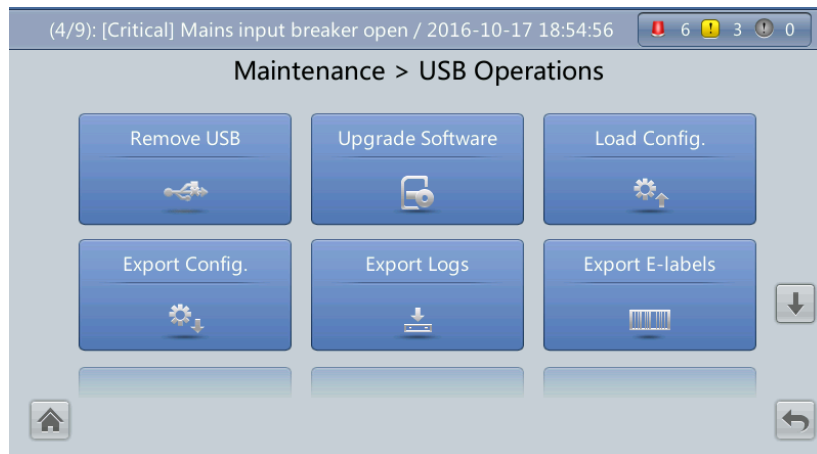 (4/9): [Critical] Mains input breaker open / 2016-10-17 18:54:56 6 3 0
Maintenance > USB Operations
Remove USB Upgrade Software Load Config.
Export Config. Export Logs Export E-labels